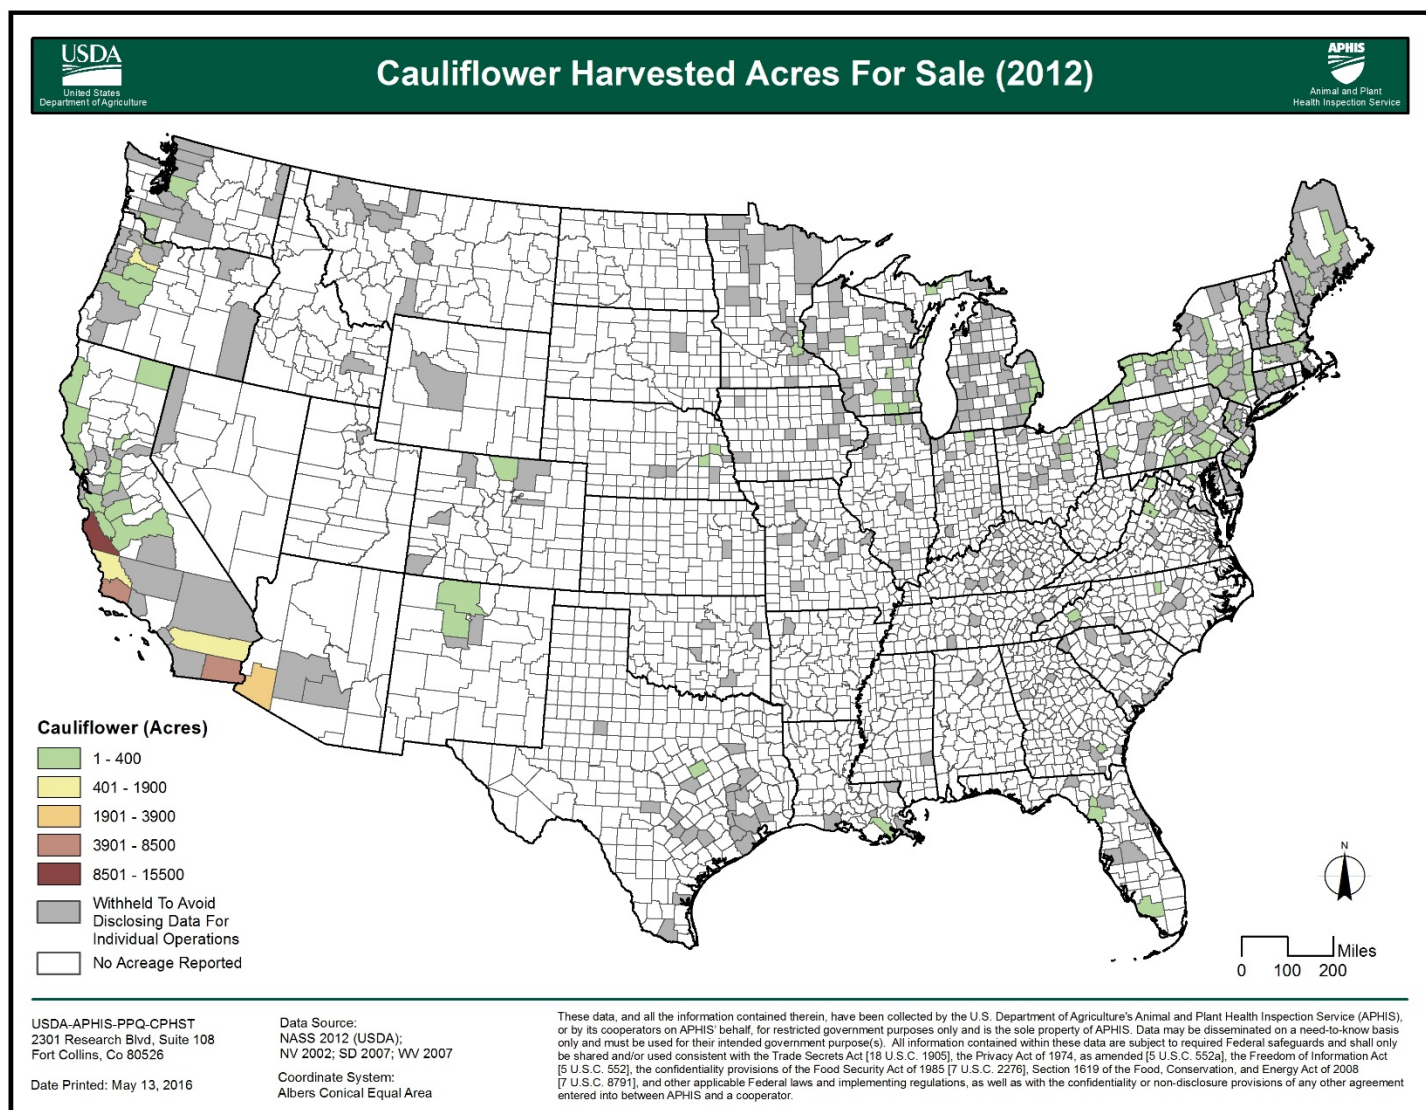 USDA
United States
Department of Agriculture
Cauliflower Harvested Acres For Sale (2012)
APHIS
Animal and Plant
Health Inspection Service
Cauliflower (Acres)
1 - 400
401 - 1900
1901 - 3900
3901 - 8500
8501 - 15500
Withheld To Avoid
Disclosing Data For
Individual Operations
No Acreage Reported
N
Miles
0 100 200
USDA-APHIS-PPQ-CPHST
2301 Research Blvd, Suite 108
Fort Collins, Co 80526
Date Printed: May 13, 2016
Data Source:
NASS 2012 (USDA);
NV 2002; SD 2007; WV 2007
Coordinate System:
Albers Conical Equal Area
These data, and all the information contained therein, have been collected by the U.S. Department of Agriculture's Animal and Plant Health Inspection Service (APHIS),
or by its cooperators on APHIS' behalf, for restricted government purposes only and is the sole property of APHIS. Data may be disseminated on a need-to-know basis
only and must be used for their intended government purpose(s). All information contained within these data are subject to required Federal safeguards and shall only
be shared and/or used consistent with the Trade Secrets Act [18 U.S.C. 1905], the Privacy Act of 1974, as amended [5 U.S.C. 552a], the Freedom of Information Act
[5 U.S.C. 552], the confidentiality provisions of the Food Security Act of 1985 [7 U.S.C. 2276], Section 1619 of the Food, Conservation, and Energy Act of 2008
[7 U.S.C. 8791], and other applicable Federal laws and implementing regulations, as well as with the confidentiality or non-disclosure provisions of any other agreement
entered into between APHIS and a cooperator.